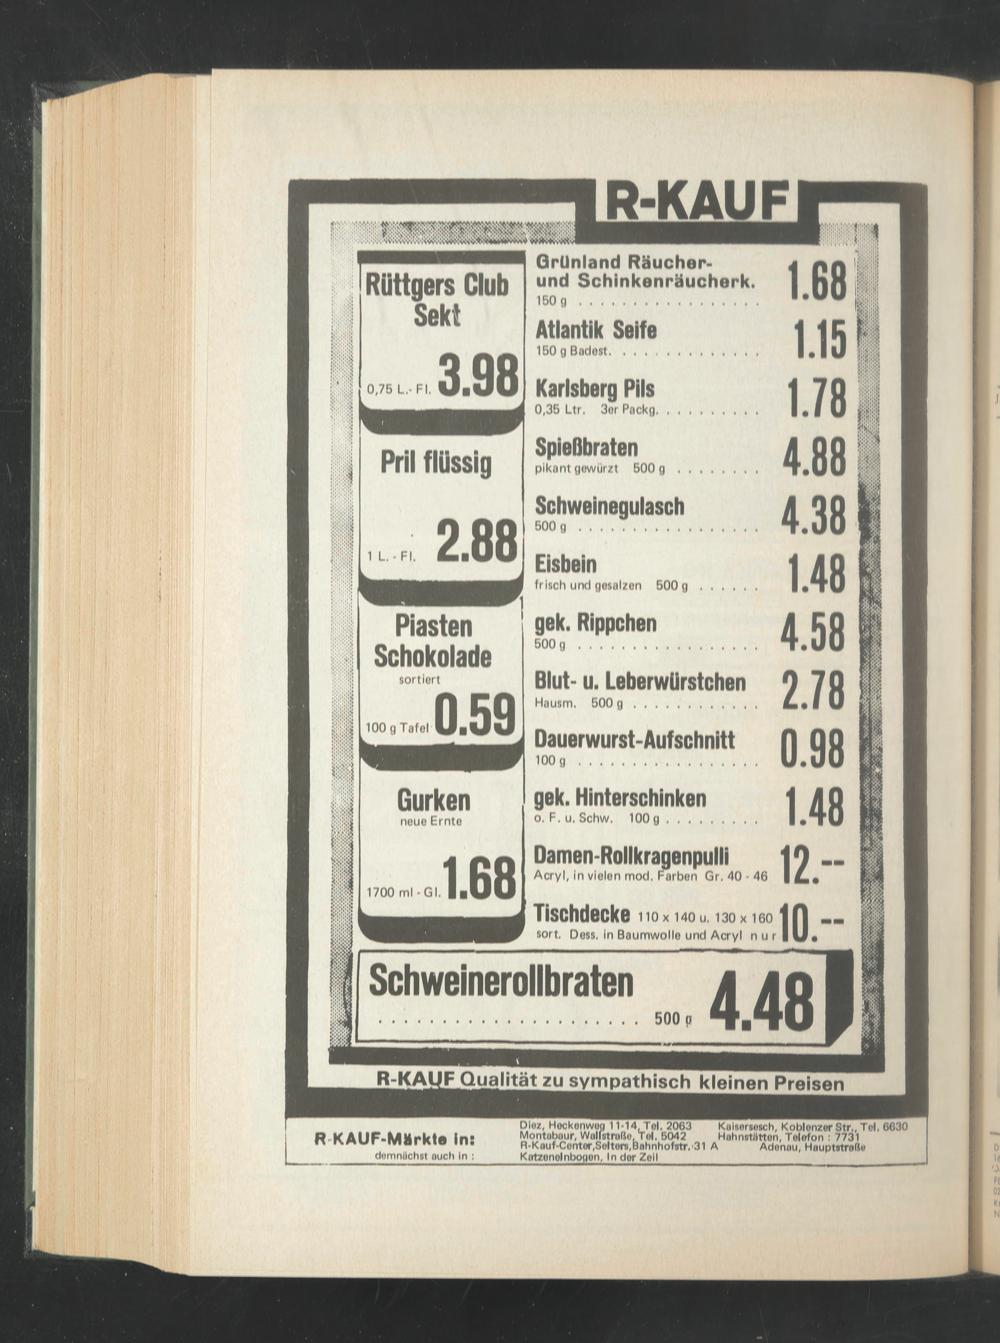 R-KAUF
Rüttgers Club
Sekt
0,75 L.- Fl. 3.98
Pril flüssig
1 L. - Fl. 2.88
Piasten
Schokolade
sortiert
100 g Tafel 0.59
Gurken
neue Ernte
1700 ml - Gl. 1.68
Grünland Räucher-
und Schinkenräucherk.
150 g . . . . . . . . . . . . . . . . . 1.68
Atlantik Seife
150 g Badest. . . . . . . . . . . . . . 1.15
Karlsberg Pils
0,35 Ltr. 3er Packg. . . . . . . . . . 1.78
Spießbraten
pikant gewürzt 500 g . . . . . . . . 4.88
Schweinegulasch
500 g . . . . . . . . . . . . . . . . . 4.38
Eisbein
frisch und gesalzen 500 g . . . . . . 1.48
gek. Rippchen
500 g . . . . . . . . . . . . . . . . . 4.58
Blut- u. Leberwürstchen
Hausm. 500 g . . . . . . . . . . . . 2.78
Dauerwurst-Aufschnitt
100 g . . . . . . . . . . . . . . . . . 0.98
gek. Hinterschinken
o. F. u. Schw. 100 g . . . . . . . . . 1.48
Damen-Rollkragenpulli
Acryl, in vielen mod. Farben Gr. 40 - 46 12.--
Tischdecke 110 x 140 u. 130 x 160
sort. Dess. in Baumwolle und Acryl nur 10.--
Schweinerollbraten
. . . . . . . . . . . . . . . . . . . . . 500 g 4.48
R-KAUF Qualität zu sympathisch kleinen Preisen
R-KAUF-Märkte in:
demnächst auch in :
Diez, Heckenweg 11-14, Tel. 2063
Montabaur, Wallstraße, Tel. 5042
R-Kauf-Center,Selters,Bahnhofstr. 31 A
Katzenelnbogen, In der Zeil
Kaisersesch, Koblenzer Str., Tel. 6630
Hahnstätten, Telefon : 7731
Adenau, Hauptstraße